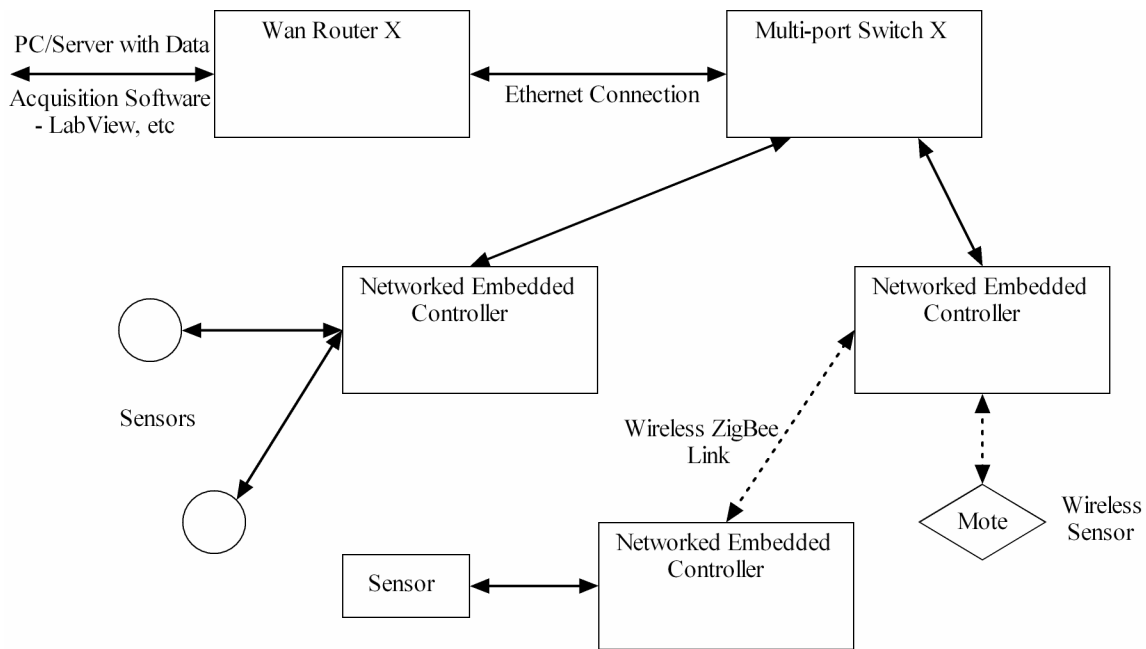 PC/Server with Data
Acquisition Software
- LabView, etc
Wan Router X
Ethernet Connection
Multi-port Switch X
Networked Embedded
Controller
Networked Embedded
Controller
Sensors
Wireless ZigBee
Link
Mote
Wireless
Sensor
Networked Embedded
Controller
Sensor